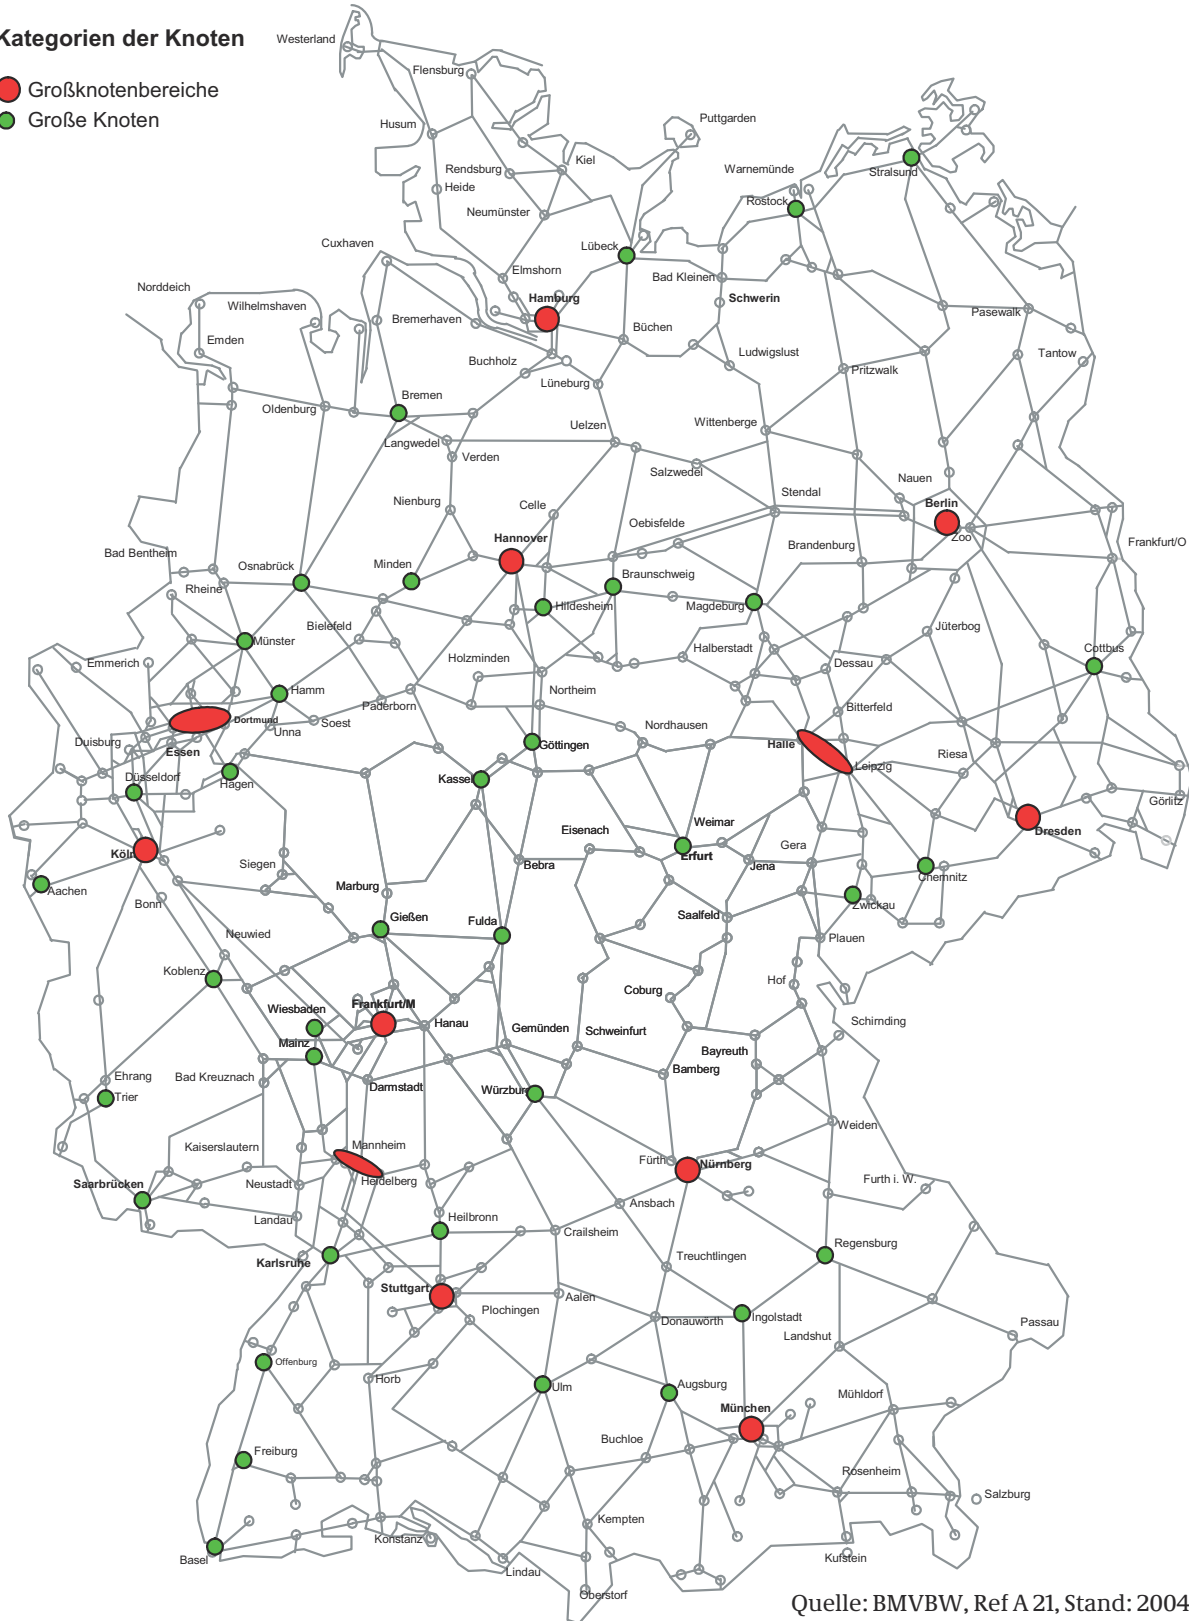 Kategorien der Knoten
Großknotenbereiche
Große Knoten
Westerland
Flensburg
Husum
Puttgarden
Kiel
Rendsburg
Warnemünde
Stralsund
Heide
Rostock
Neumünster
Cuxhaven
Lübeck
Elmshorn
Bad Kleinen
Norddeich
Wilhelmshaven
Hamburg
Schwerin
Bremerhaven
Büchen
Pasewalk
Emden
Buchholz
Ludwigslust
Tantow
Lüneburg
Pritzwalk
Bremen
Oldenburg
Uelzen
Wittenberge
Langwedel
Verden
Salzwedel
Nauen
Nienburg
Celle
Stendal
Berlin
Oebisfelde
Zoo
Hannover
Brandenburg
Frankfurt/O
Bad Bentheim
Osnabrück
Minden
Braunschweig
Rheine
Hildesheim
Magdeburg
Bielefeld
Jüterbog
Münster
Halberstadt
Cottbus
Emmerich
Holzminden
Dessau
Hamm
Northeim
Paderborn
Bitterfeld
Dortmund
Soest
Unna
Nordhausen
Duisburg
Essen
Göttingen
Halle
Riesa
Leipzig
Düsseldorf
Hagen
Kassel
Görlitz
Weimar
Eisenach
Dresden
Köln
Erfurt
Gera
Siegen
Bebra
Jena
Chemnitz
Aachen
Marburg
Bonn
Zwickau
Gießen
Fulda
Saalfeld
Neuwied
Plauen
Koblenz
Hof
Coburg
Wiesbaden
Frankfurt/M
Hanau
Gemünden
Schweinfurt
Schirnding
Mainz
Bayreuth
Ehrang
Bad Kreuznach
Bamberg
Darmstadt
Trier
Würzburg
Weiden
Kaiserslautern
Mannheim
Fürth
Nürnberg
Saarbrücken
Neustadt
Heidelberg
Furth i. W.
Landau
Heilbronn
Ansbach
Crailsheim
Regensburg
Karlsruhe
Treuchtlingen
Stuttgart
Aalen
Plochingen
Donauwörth
Ingolstadt
Passau
Landshut
Offenburg
Horb
Ulm
Augsburg
Mühldorf
München
Freiburg
Buchloe
Rosenheim
Salzburg
Kempten
Konstanz
Basel
Kufstein
Lindau
Oberstorf
Quelle: BMVBW, Ref A 21, Stand: 2004